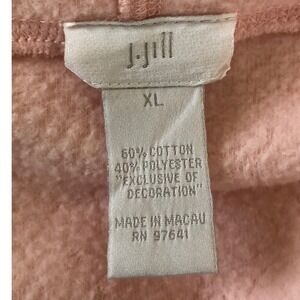 J.Jill
XL
60% COTTON
40% POLYESTER
"EXCLUSIVE OF
DECORATION"
MADE IN MACAU
RN 97641